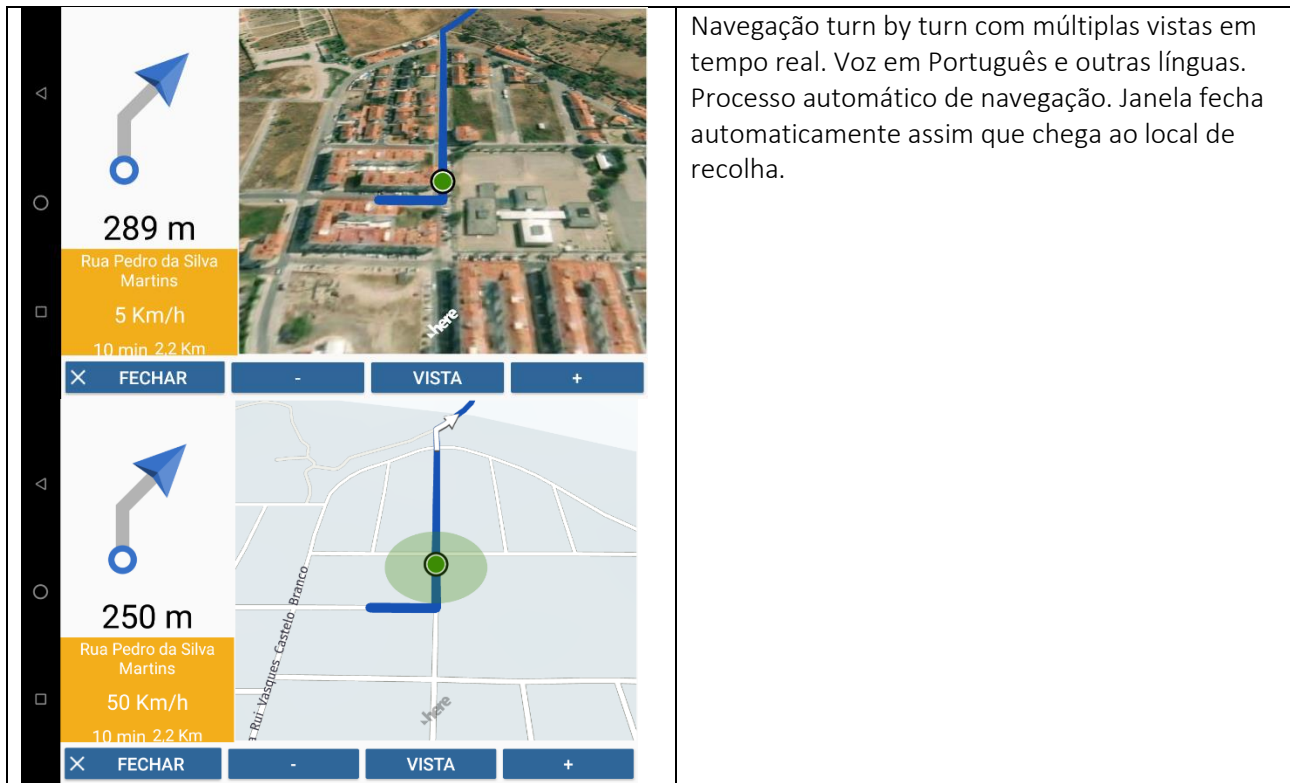 289 m
Rua Pedro da Silva
Martins
5 Km/h
10 min 2,2 Km
here
FECHAR
-
VISTA
+
250 m
Rua Pedro da Silva
Martins
50 Km/h
10 min 2,2 Km
Rui Vasques Castelo Branco
here
FECHAR
-
VISTA
+
Navegação turn by turn com múltiplas vistas em
tempo real. Voz em Português e outras línguas.
Processo automático de navegação. Janela fecha
automaticamente assim que chega ao local de
recolha.